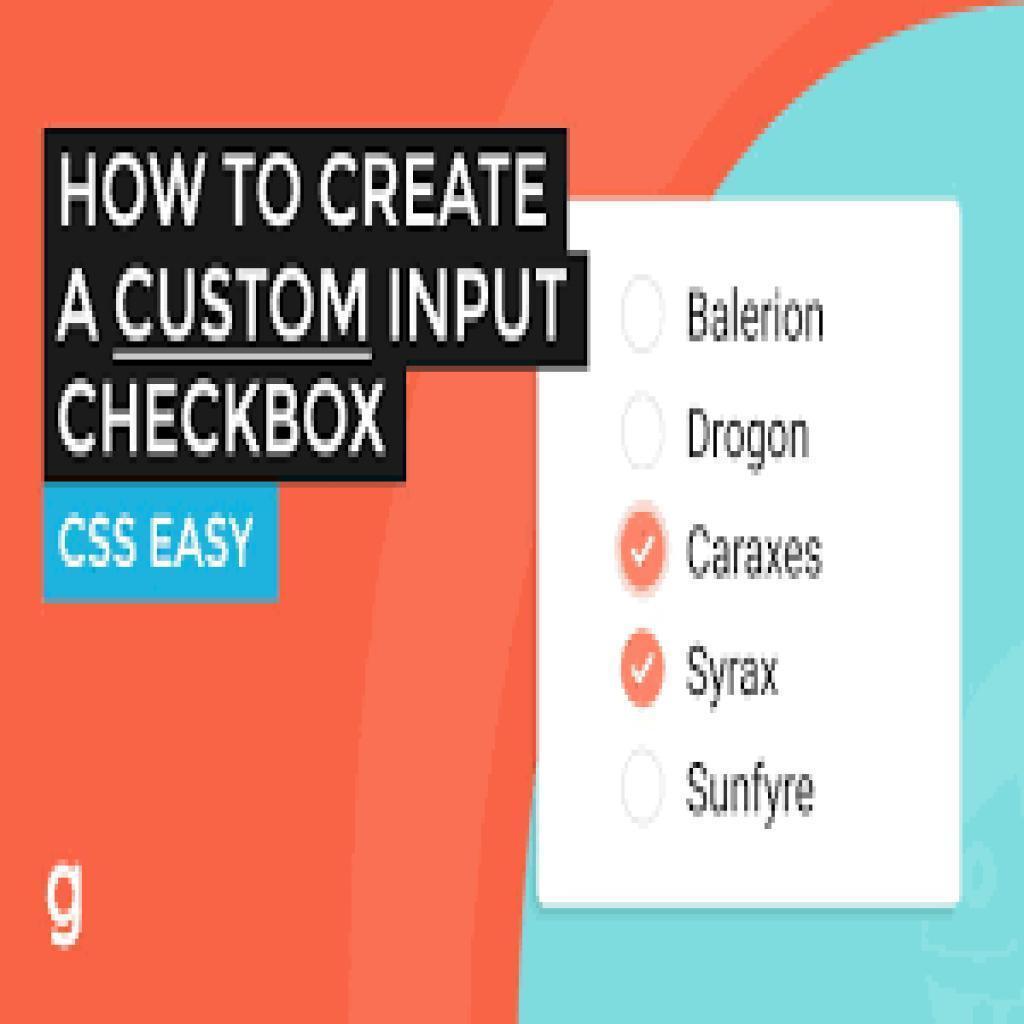 HOW TO CREATE
A CUSTOM INPUT
CHECKBOX
CSS EASY
Balerion
Drogon
Caraxes
Syrax
Sunfyre
g